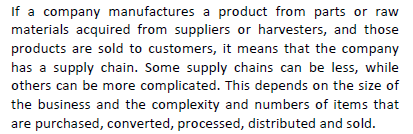 If a company manufactures a product from parts or raw
materials acquired from suppliers or harvesters, and those
products are sold to customers, it means that the company
has a supply chain. Some supply chains can be less, while
others can be more complicated. This depends on the size of
the business and the complexity and numbers of items that
are purchased, converted, processed, distributed and sold.